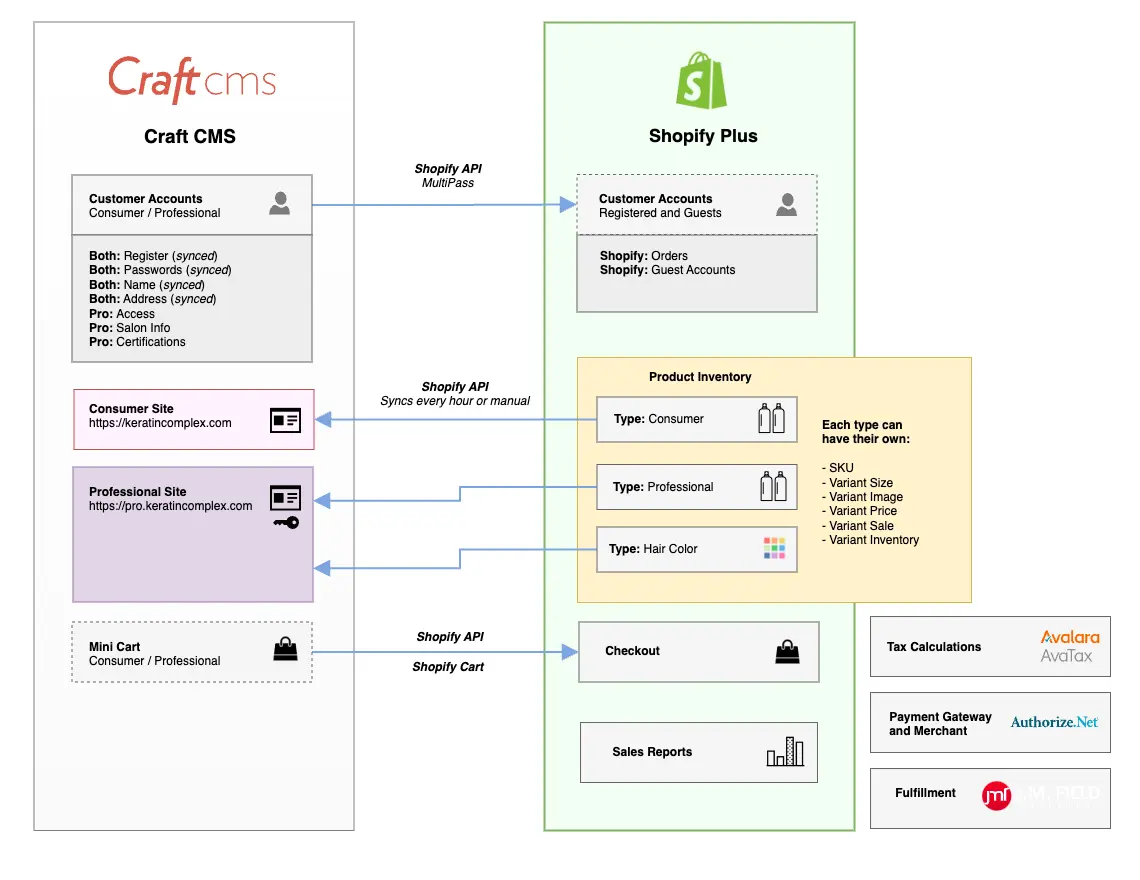 Craft cms
Craft CMS
Customer Accounts
Consumer / Professional
Both: Register (synced)
Both: Passwords (synced)
Both: Name (synced)
Both: Address (synced)
Pro: Access
Pro: Salon Info
Pro: Certifications
Consumer Site
https://keratincomplex.com
Professional Site
https://pro.keratincomplex.com
Mini Cart
Consumer / Professional
Shopify API
MultiPass
Shopify API
Syncs every hour or manual
Shopify API
Shopify Cart
S
Shopify Plus
Customer Accounts
Registered and Guests
Shopify: Orders
Shopify: Guest Accounts
Product Inventory
Type: Consumer
Type: Professional
Type: Hair Color
Each type can
have their own:
- SKU
- Variant Size
- Variant Image
- Variant Price
- Variant Sale
- Variant Inventory
Checkout
Sales Reports
Tax Calculations
Avalara
AvaTax
Payment Gateway
and Merchant
Authorize.Net
Fulfillment
jmf
J.M. FIELD